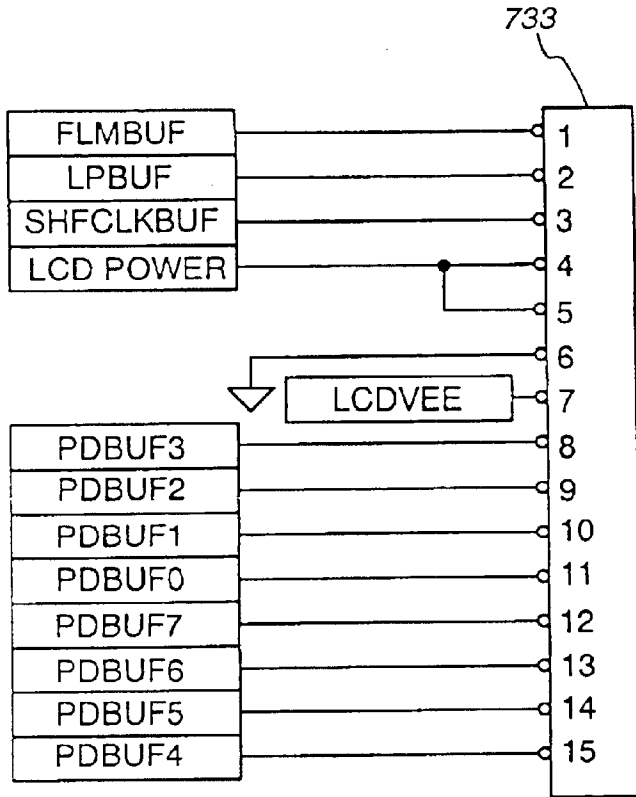 733
FLMBUF 1
LPBUF 2
SHFCLKBUF 3
LCD POWER 4
5
6
LCDVEE 7
PDBUF3 8
PDBUF2 9
PDBUF1 10
PDBUF0 11
PDBUF7 12
PDBUF6 13
PDBUF5 14
PDBUF4 15